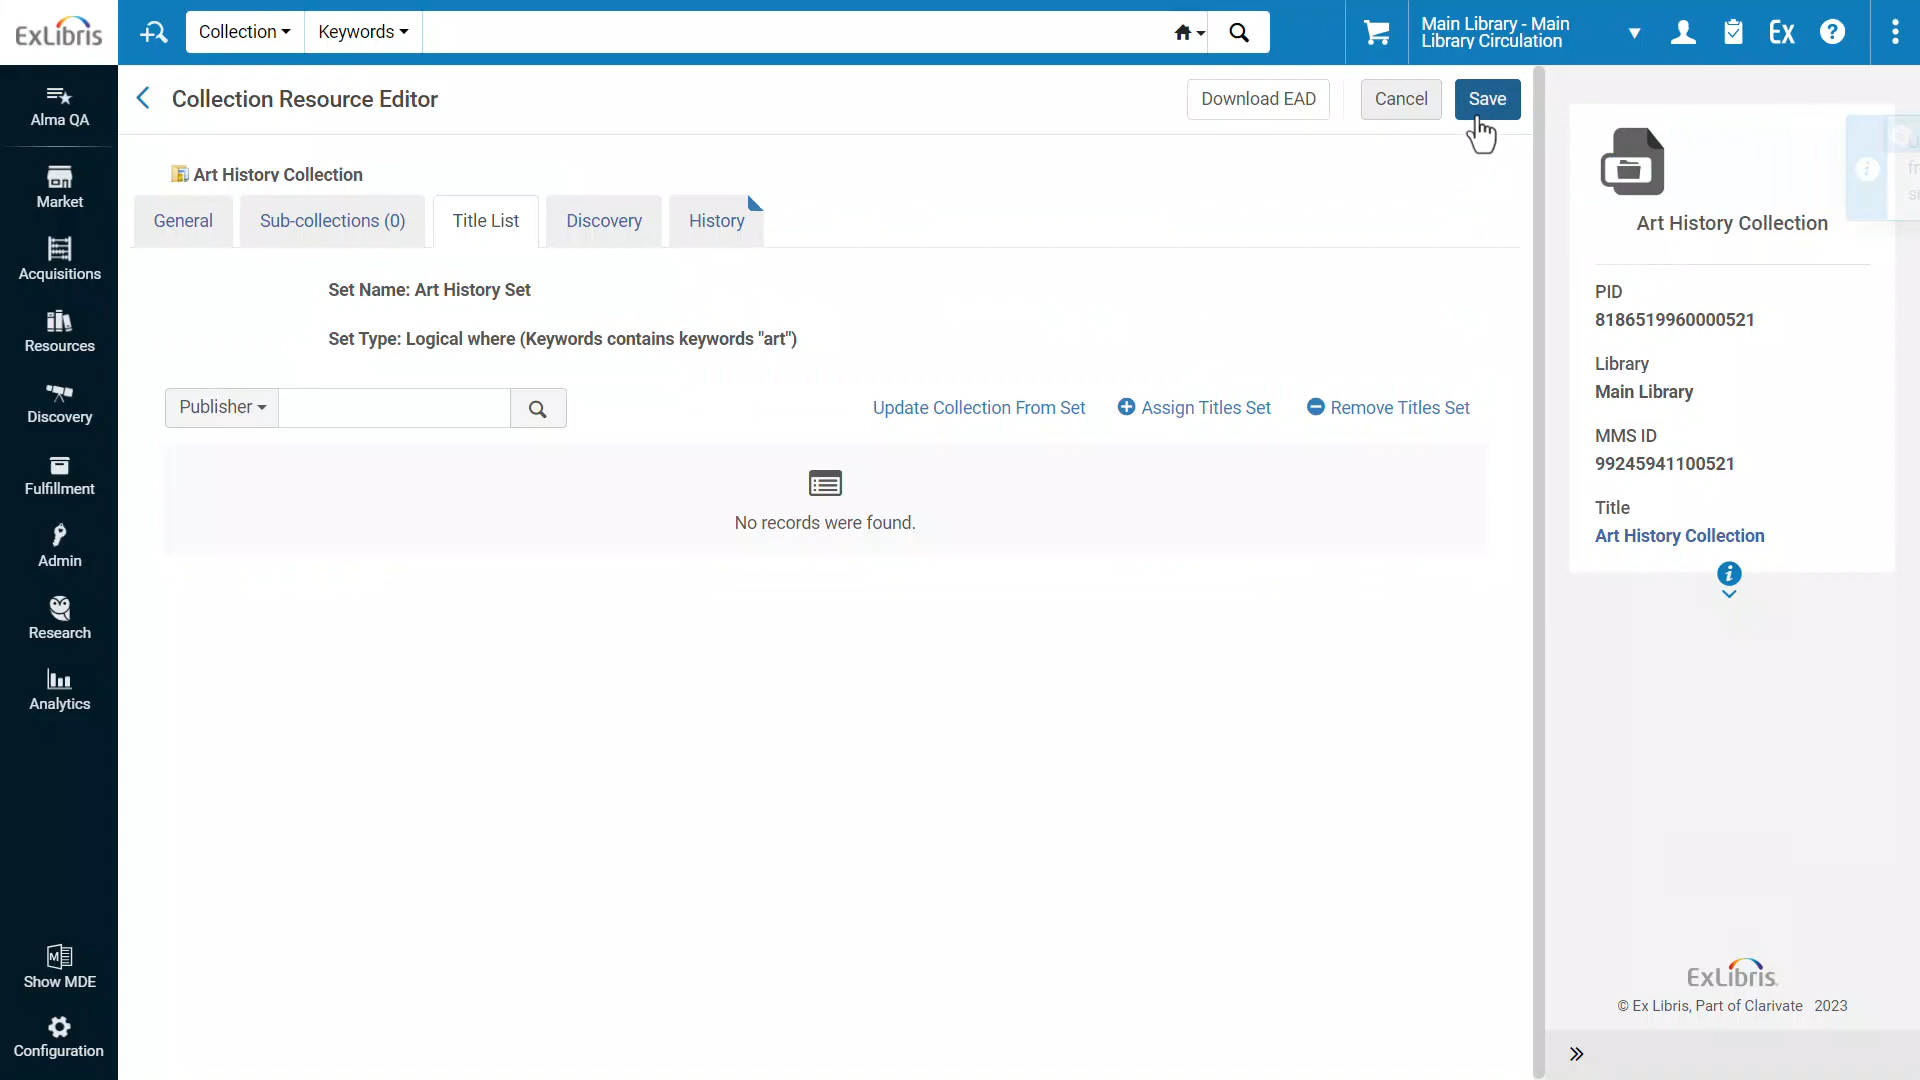 ExLibris
Collection
Keywords
Main Library - Main
Library Circulation
Ex
?
Alma QA
Market
Acquisitions
Resources
Discovery
Fulfillment
Admin
Research
Analytics
Show MDE
Configuration
Collection Resource Editor
Download EAD
Cancel
Save
Art History Collection
General
Sub-collections (0)
Title List
Discovery
History
Set Name: Art History Set
Set Type: Logical where (Keywords contains keywords "art")
Publisher
Update Collection From Set
Assign Titles Set
Remove Titles Set
No records were found.
Art History Collection
PID
8186519960000521
Library
Main Library
MMS ID
99245941100521
Title
Art History Collection
i
ExLibris
© Ex Libris, Part of Clarivate 2023